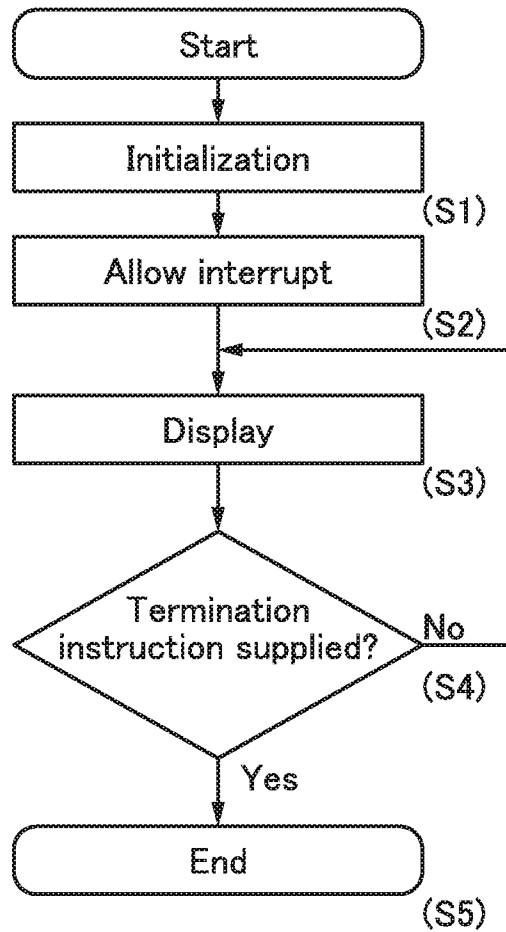 Start
Initialization
(S1)
Allow interrupt
(S2)
Display
(S3)
Termination
instruction supplied?
No
(S4)
Yes
End
(S5)